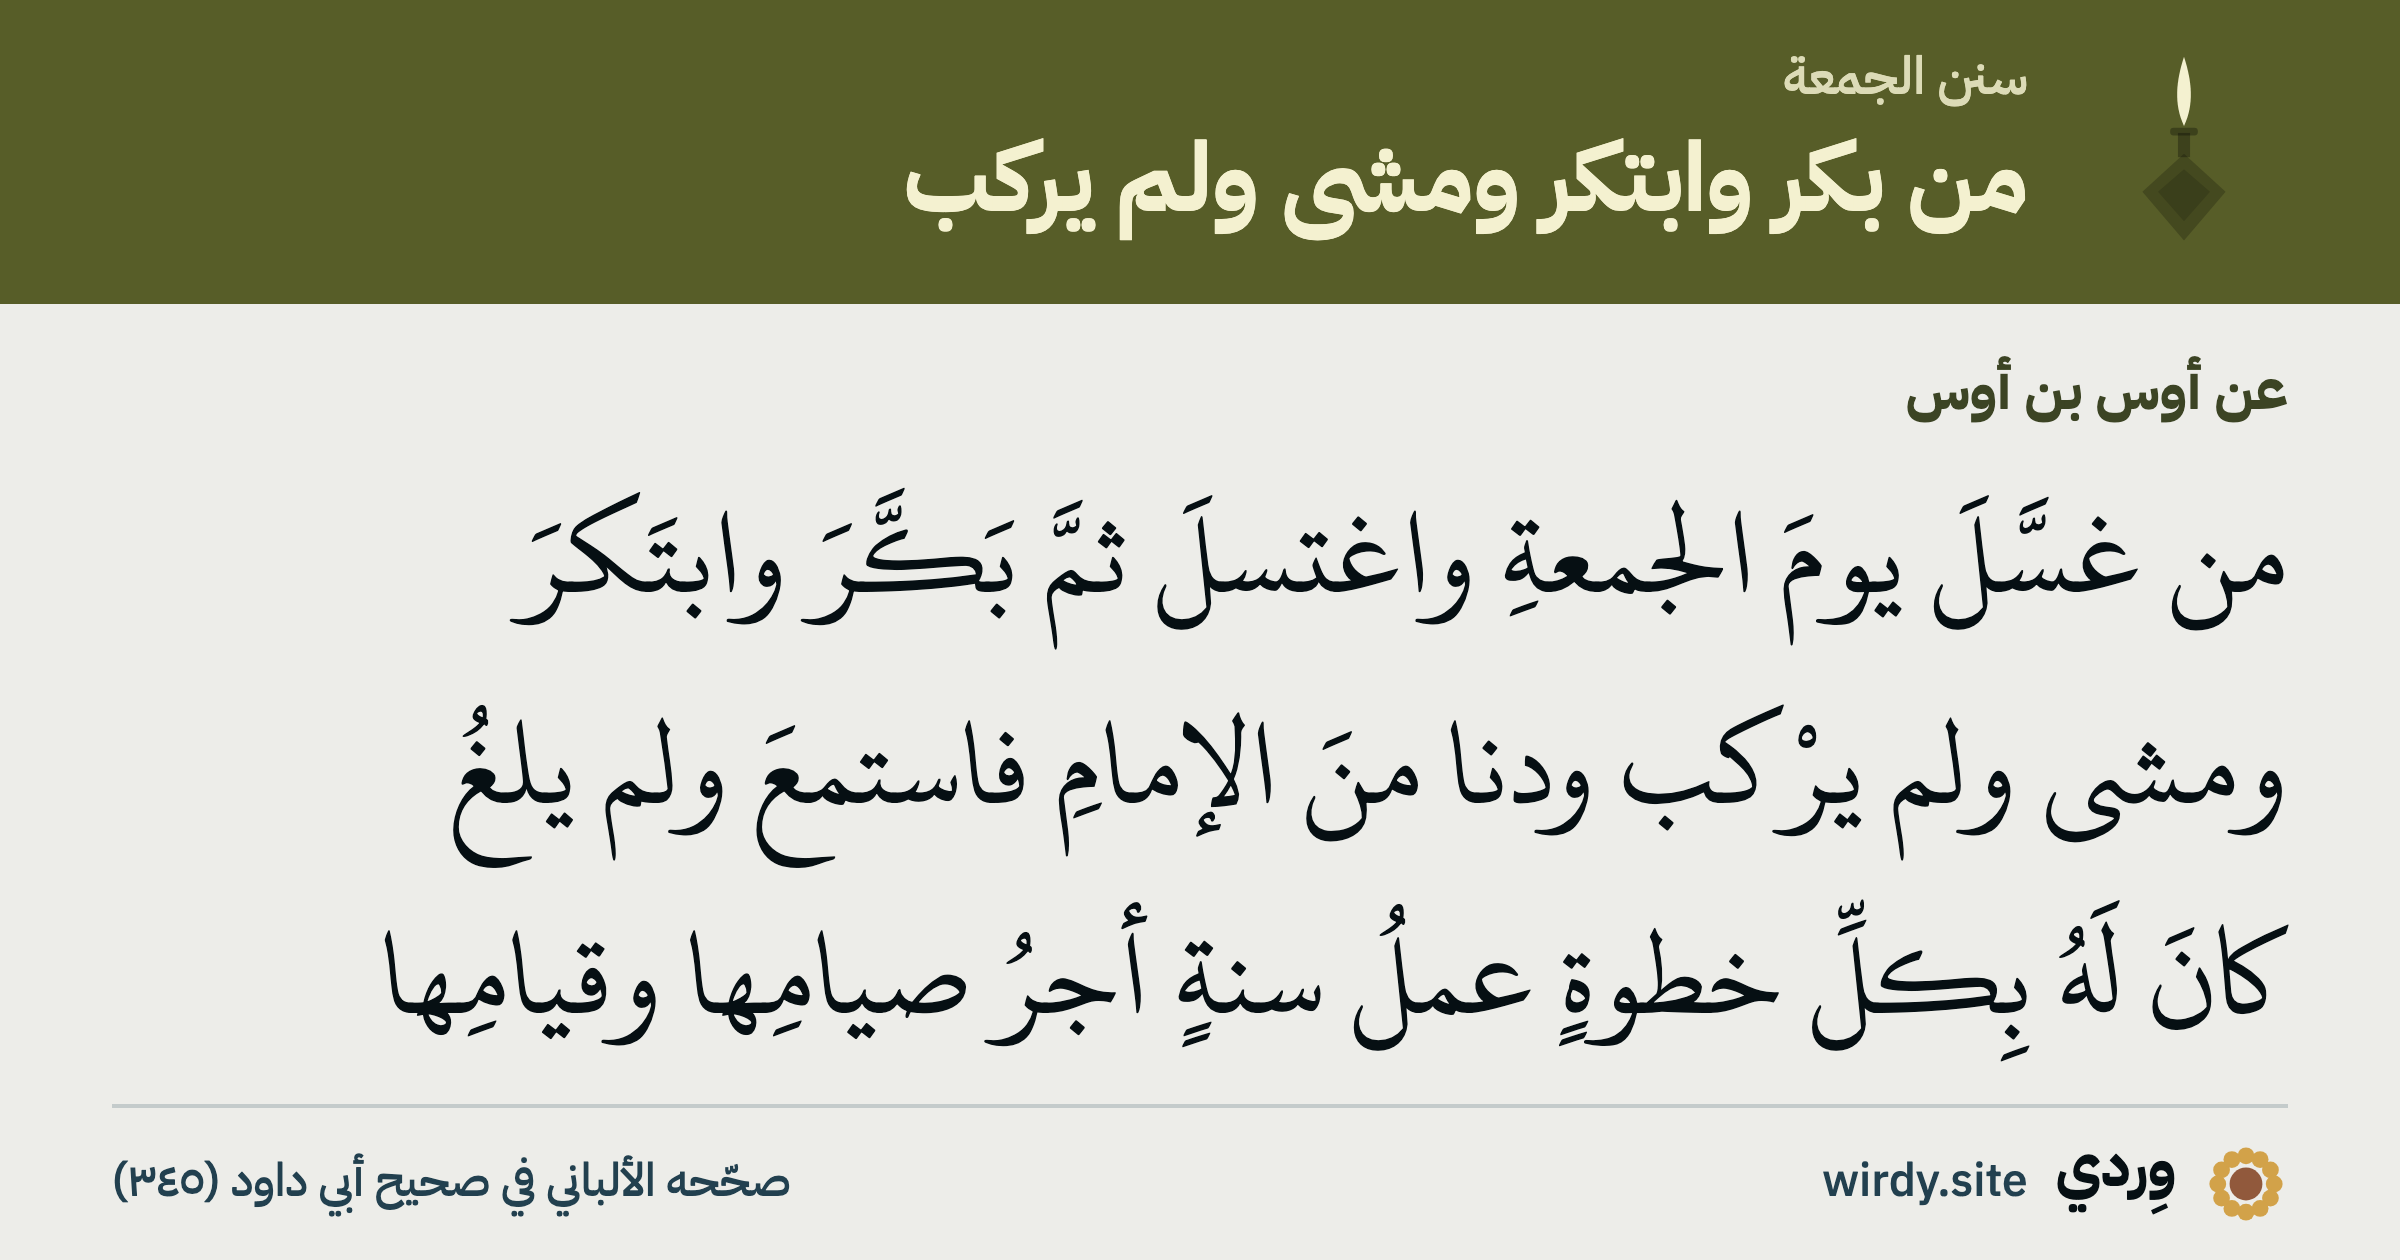 سنن الجمعة
من بكر وابتكر ومشى ولم يركب
عن أوس بن أوس
من غسَّلَ يومَ الجمعةِ واغتسلَ ثمَّ بَكَّرَ وابتَكرَ
ومشى ولم يرْكب ودنا منَ الإمامِ فاستمعَ ولم يلغُ
كانَ لَهُ بِكلِّ خطوةٍ عملُ سنةٍ أجرُ صيامِها وقيامِها
وِردي wirdy.site
صحّحه الألباني في صحيح أبي داود (٣٤٥)